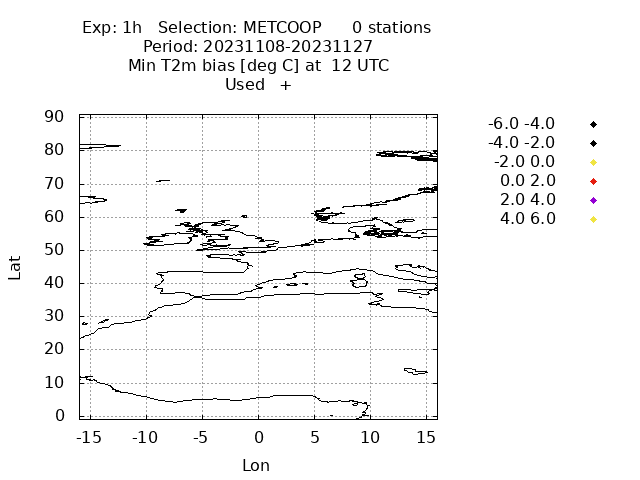 Exp: 1h   Selection: METCOOP      0 stations
Period: 20231108-20231127
Min T2m bias [deg C] at  12 UTC
Used   +
90
80
70
60
50
40
30
20
10
0
Lat
-15 -10 -5 0 5 10 15
Lon
-6.0 -4.0
-4.0 -2.0
-2.0 0.0
0.0 2.0
2.0 4.0
4.0 6.0